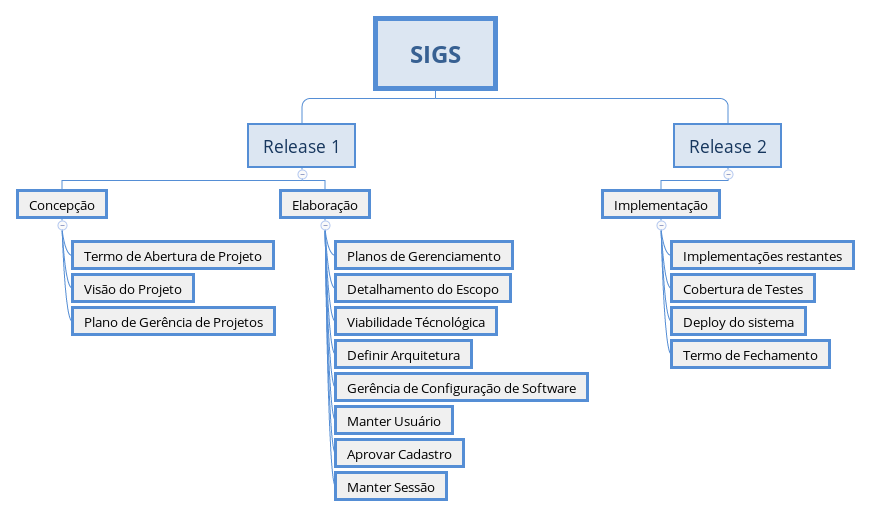 SIGS
Release 1
Release 2
Concepção
Elaboração
Implementação
Termo de Abertura de Projeto
Visão do Projeto
Plano de Gerência de Projetos
Planos de Gerenciamento
Detalhamento do Escopo
Viabilidade Técnológica
Definir Arquitetura
Gerência de Configuração de Software
Manter Usuário
Aprovar Cadastro
Manter Sessão
Implementações restantes
Cobertura de Testes
Deploy do sistema
Termo de Fechamento